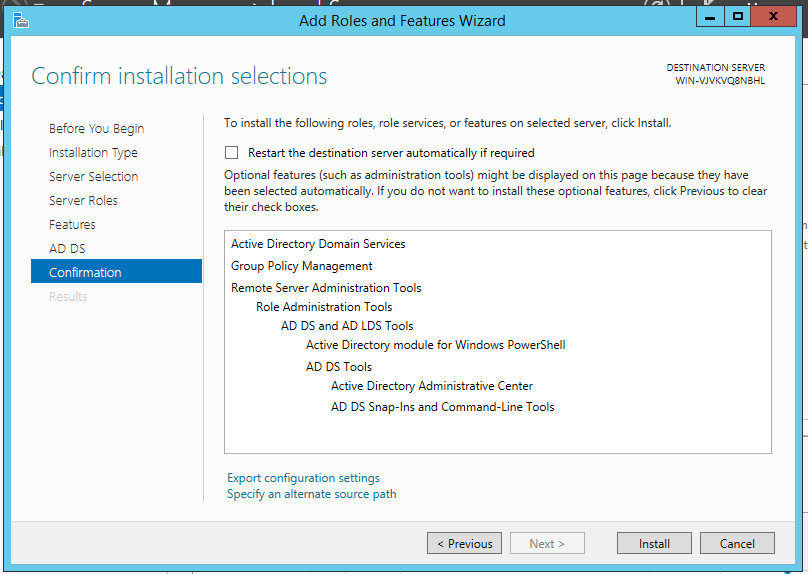 Add Roles and Features Wizard
Confirm installation selections
DESTINATION SERVER
WIN-VJVKVQ8NBHL
Before You Begin
Installation Type
Server Selection
Server Roles
Features
AD DS
Confirmation
Results
To install the following roles, role services, or features on selected server, click Install.
Restart the destination server automatically if required
Optional features (such as administration tools) might be displayed on this page because they have
been selected automatically. If you do not want to install these optional features, click Previous to clear
their check boxes.
Active Directory Domain Services
Group Policy Management
Remote Server Administration Tools
Role Administration Tools
AD DS and AD LDS Tools
Active Directory module for Windows PowerShell
AD DS Tools
Active Directory Administrative Center
AD DS Snap-Ins and Command-Line Tools
Export configuration settings
Specify an alternate source path
< Previous
Next >
Install
Cancel